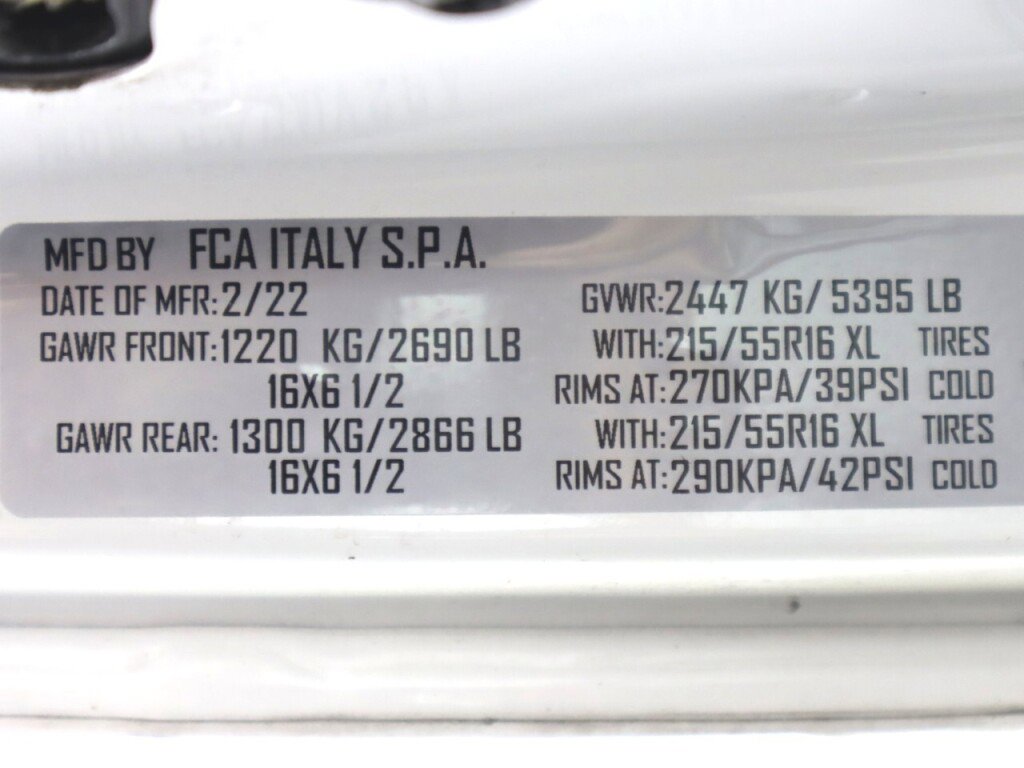 MFD BY FCA ITALY S.P.A.
DATE OF MFR:2/22 GVWR:2447 KG/5395 LB
GAWR FRONT:1220 KG/2690 LB WITH:215/55R16 XL TIRES
16X6 1/2 RIMS AT:270KPA/39PSI COLD
GAWR REAR: 1300 KG/2866 LB WITH:215/55R16 XL TIRES
16X6 1/2 RIMS AT:290KPA/42PSI COLD